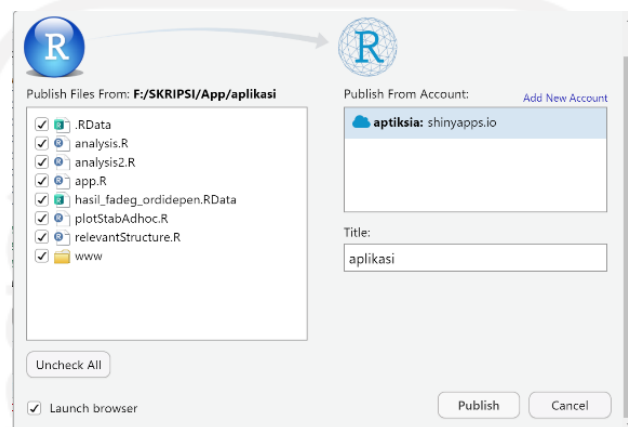 R
R
Publish Files From: F:/SKRIPSI/App/aplikasi
.RData
analysis.R
analysis2.R
app.R
hasil_fadeg_ordidepen.RData
plotStabAdhoc.R
relevantStructure.R
www
Uncheck All
Launch browser
Publish From Account:
Add New Account
aptiksia: shinyapps.io
Title:
aplikasi
Publish
Cancel